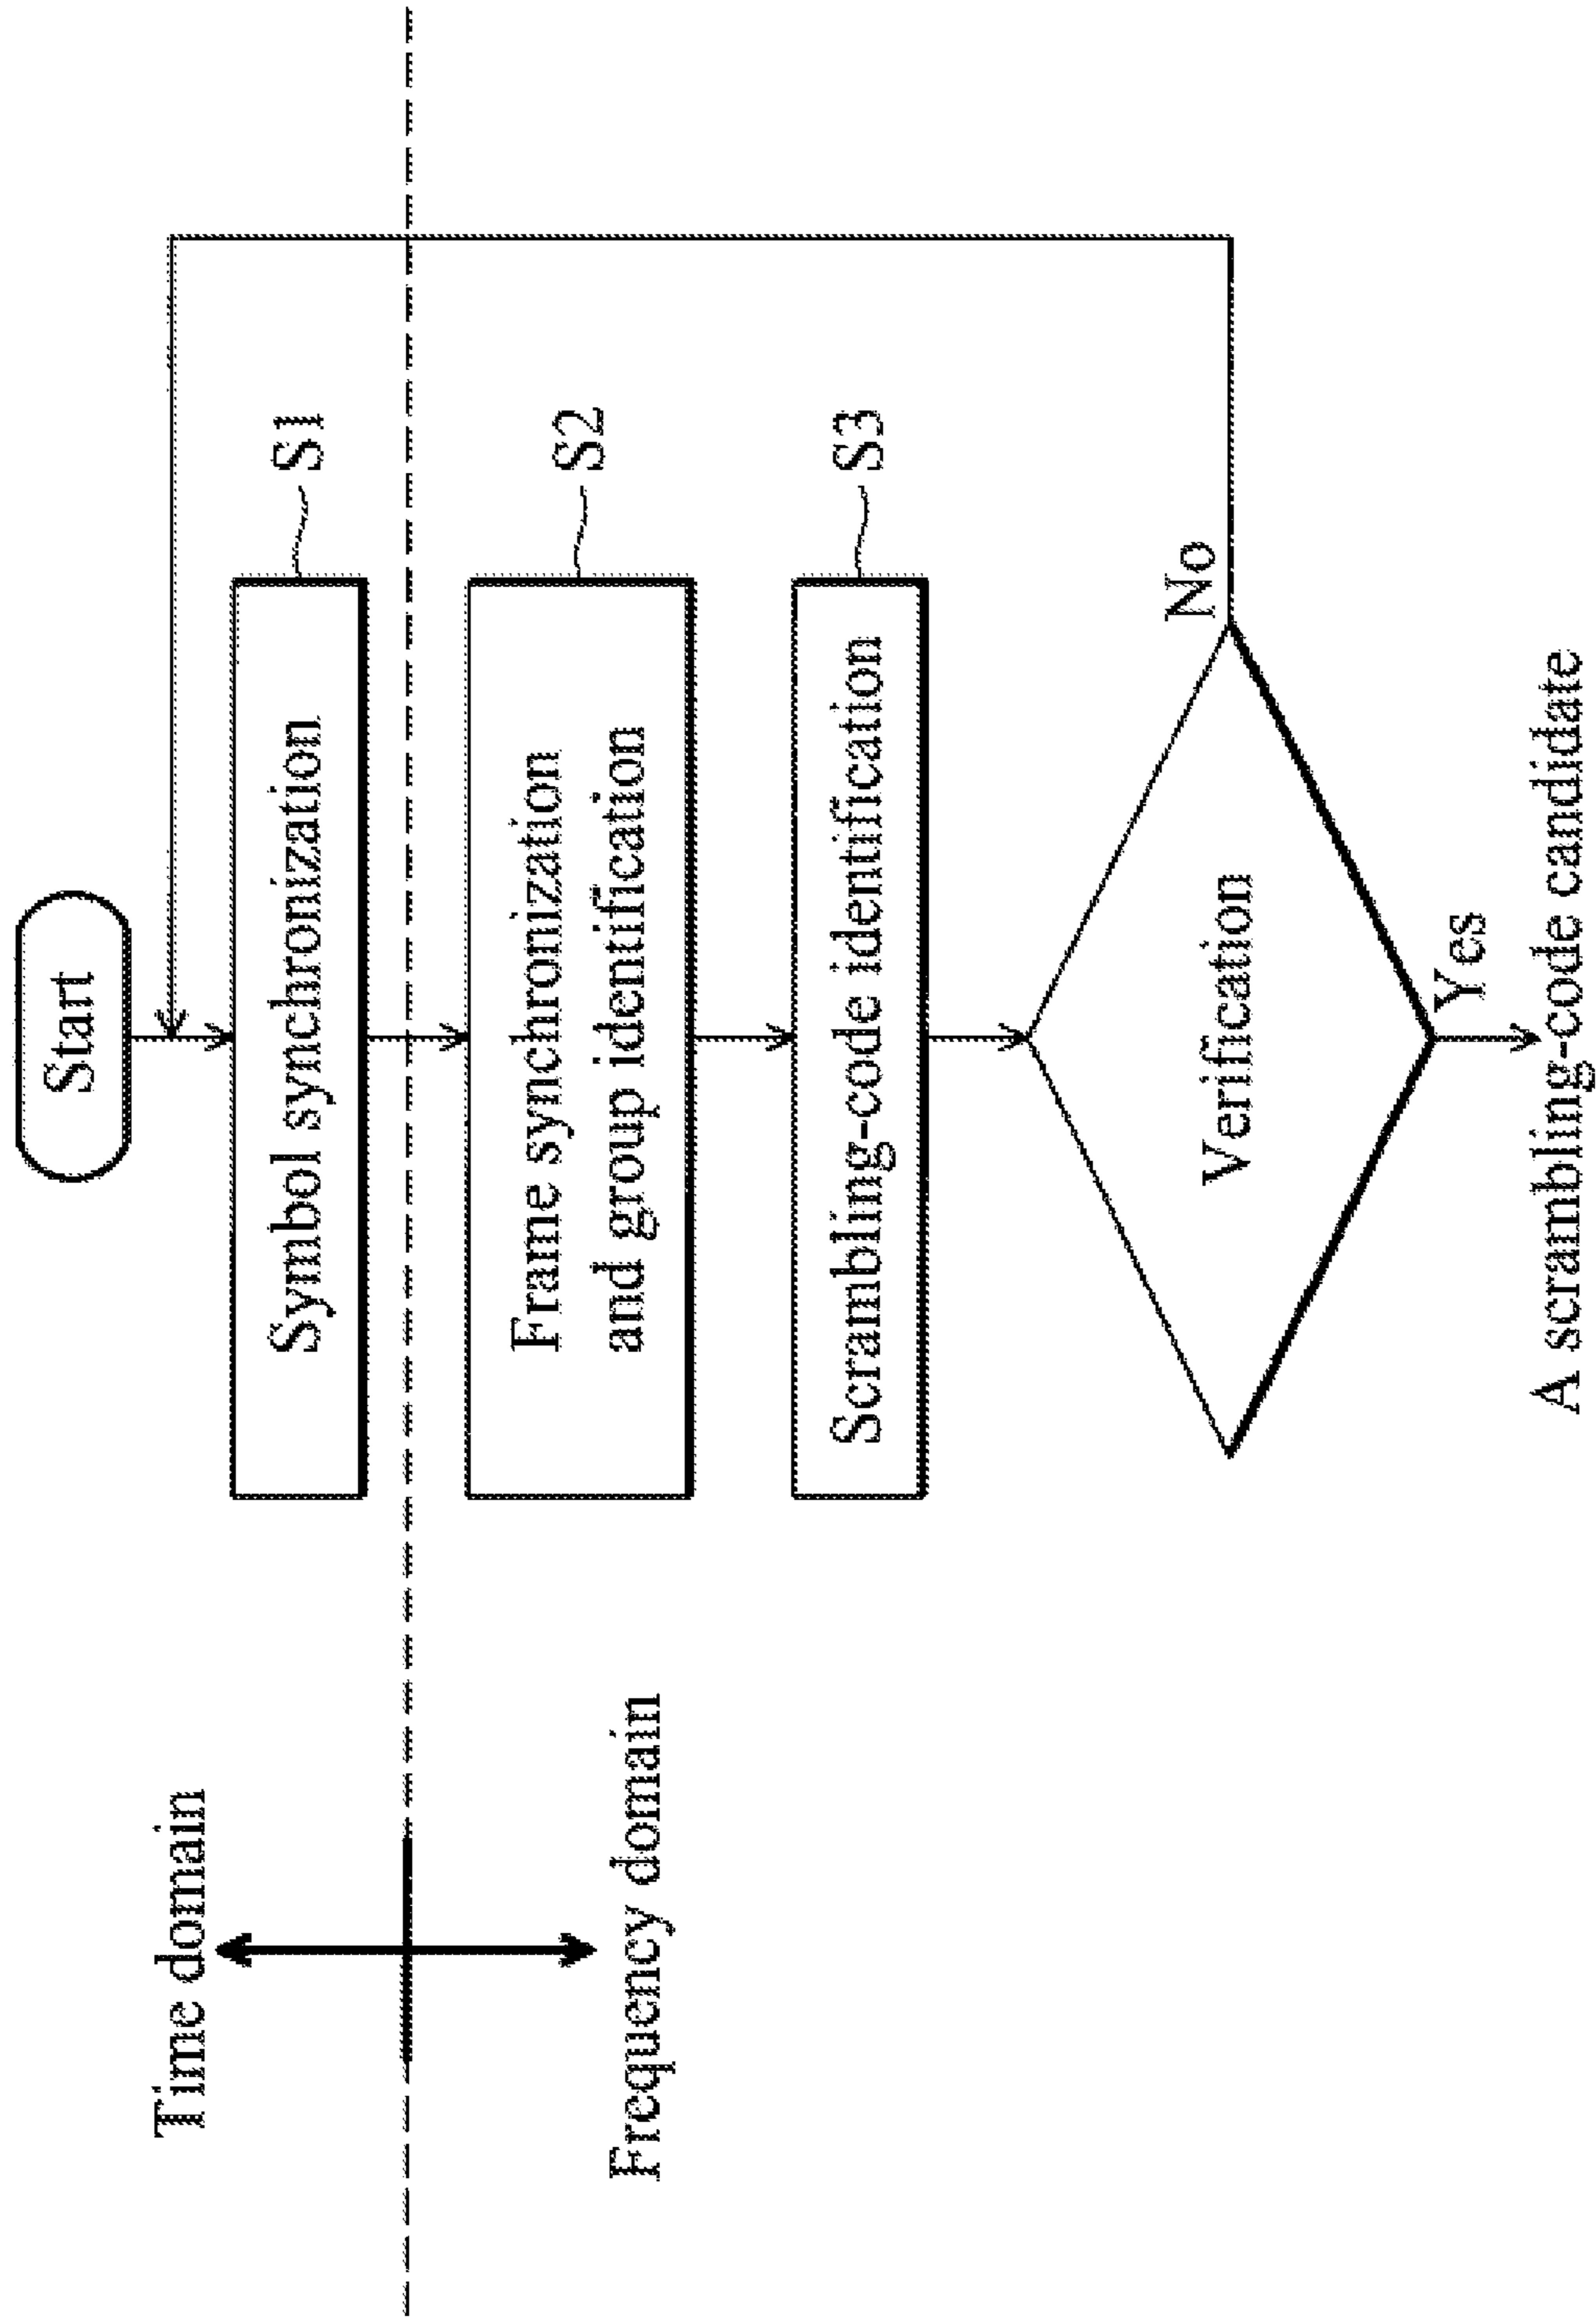 Start
Time domain
Symbol synchronization
S1
Frequency domain
Frame synchronization
and group identification
S2
Scrambling-code identification
S3
Verification
No
Yes
A scrambling-code candidate